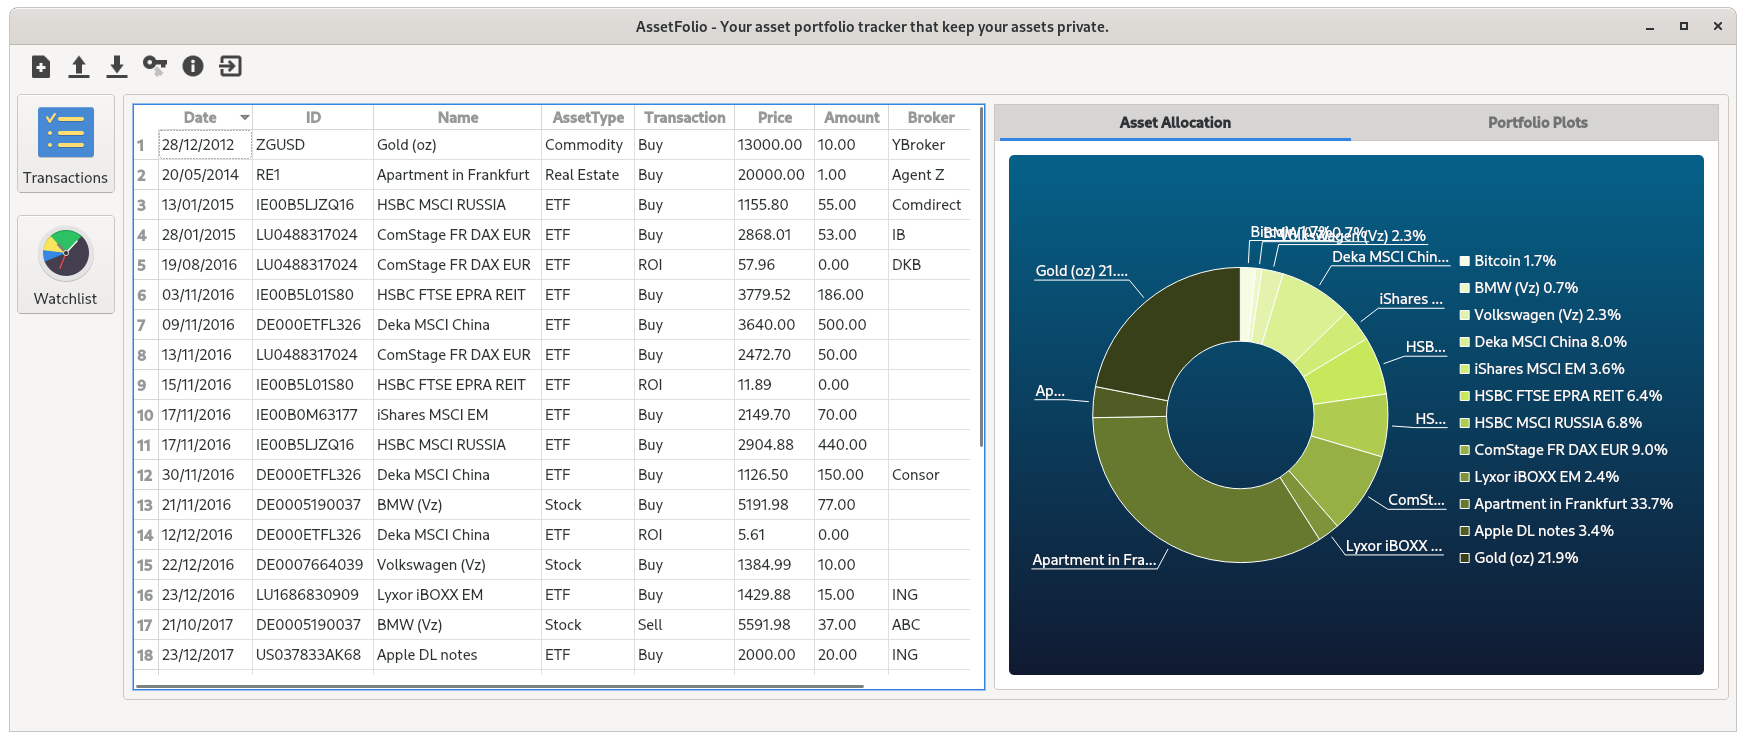 AssetFolio - Your asset portfolio tracker that keep your assets private.
Transactions
Watchlist
Date ID Name AssetType Transaction Price Amount Broker
1 28/12/2012 ZGUSD Gold (oz) Commodity Buy 13000.00 10.00 YBroker
2 20/05/2014 RE1 Apartment in Frankfurt Real Estate Buy 20000.00 1.00 Agent Z
3 13/01/2015 IE00B5LJZQ16 HSBC MSCI RUSSIA ETF Buy 1155.80 55.00 Comdirect
4 28/01/2015 LU0488317024 ComStage FR DAX EUR ETF Buy 2868.01 53.00 IB
5 19/08/2016 LU0488317024 ComStage FR DAX EUR ETF ROI 57.96 0.00 DKB
6 03/11/2016 IE00B5L01S80 HSBC FTSE EPRA REIT ETF Buy 3779.52 186.00
7 09/11/2016 DE000ETFL326 Deka MSCI China ETF Buy 3640.00 500.00
8 13/11/2016 LU0488317024 ComStage FR DAX EUR ETF Buy 2472.70 50.00
9 15/11/2016 IE00B5L01S80 HSBC FTSE EPRA REIT ETF ROI 11.89 0.00
10 17/11/2016 IE00B0M63177 iShares MSCI EM ETF Buy 2149.70 70.00
11 17/11/2016 IE00B5LJZQ16 HSBC MSCI RUSSIA ETF Buy 2904.88 440.00
12 30/11/2016 DE000ETFL326 Deka MSCI China ETF Buy 1126.50 150.00 Consor
13 21/11/2016 DE0005190037 BMW (Vz) Stock Buy 5191.98 77.00
14 12/12/2016 DE000ETFL326 Deka MSCI China ETF ROI 5.61 0.00
15 22/12/2016 DE0007664039 Volkswagen (Vz) Stock Buy 1384.99 10.00
16 23/12/2016 LU1686830909 Lyxor iBOXX EM ETF Buy 1429.88 15.00 ING
17 21/10/2017 DE0005190037 BMW (Vz) Stock Sell 5591.98 37.00 ABC
18 23/12/2017 US037833AK68 Apple DL notes ETF Buy 2000.00 20.00 ING
Asset Allocation Portfolio Plots
Bitcoin 1.7%
BMW (Vz) 0.7%
Volkswagen (Vz) 2.3%
Deka MSCI Chin...
iShares ...
HSB...
HS...
ComSt...
Lyxor iBOXX ...
Apartment in Fra...
Ap...
Gold (oz) 21....
Bitcoin 1.7%
BMW (Vz) 0.7%
Volkswagen (Vz) 2.3%
Deka MSCI China 8.0%
iShares MSCI EM 3.6%
HSBC FTSE EPRA REIT 6.4%
HSBC MSCI RUSSIA 6.8%
ComStage FR DAX EUR 9.0%
Lyxor iBOXX EM 2.4%
Apartment in Frankfurt 33.7%
Apple DL notes 3.4%
Gold (oz) 21.9%